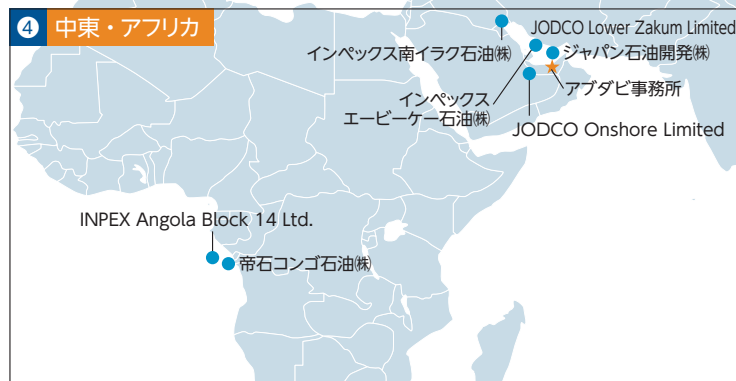 ❹ 中東・アフリカ
JODCO Lower Zakum Limited
インペックス南イラク石油㈱
ジャパン石油開発㈱
アブダビ事務所
インペックス
エービーケー石油㈱
JODCO Onshore Limited
INPEX Angola Block 14 Ltd.
帝石コンゴ石油㈱